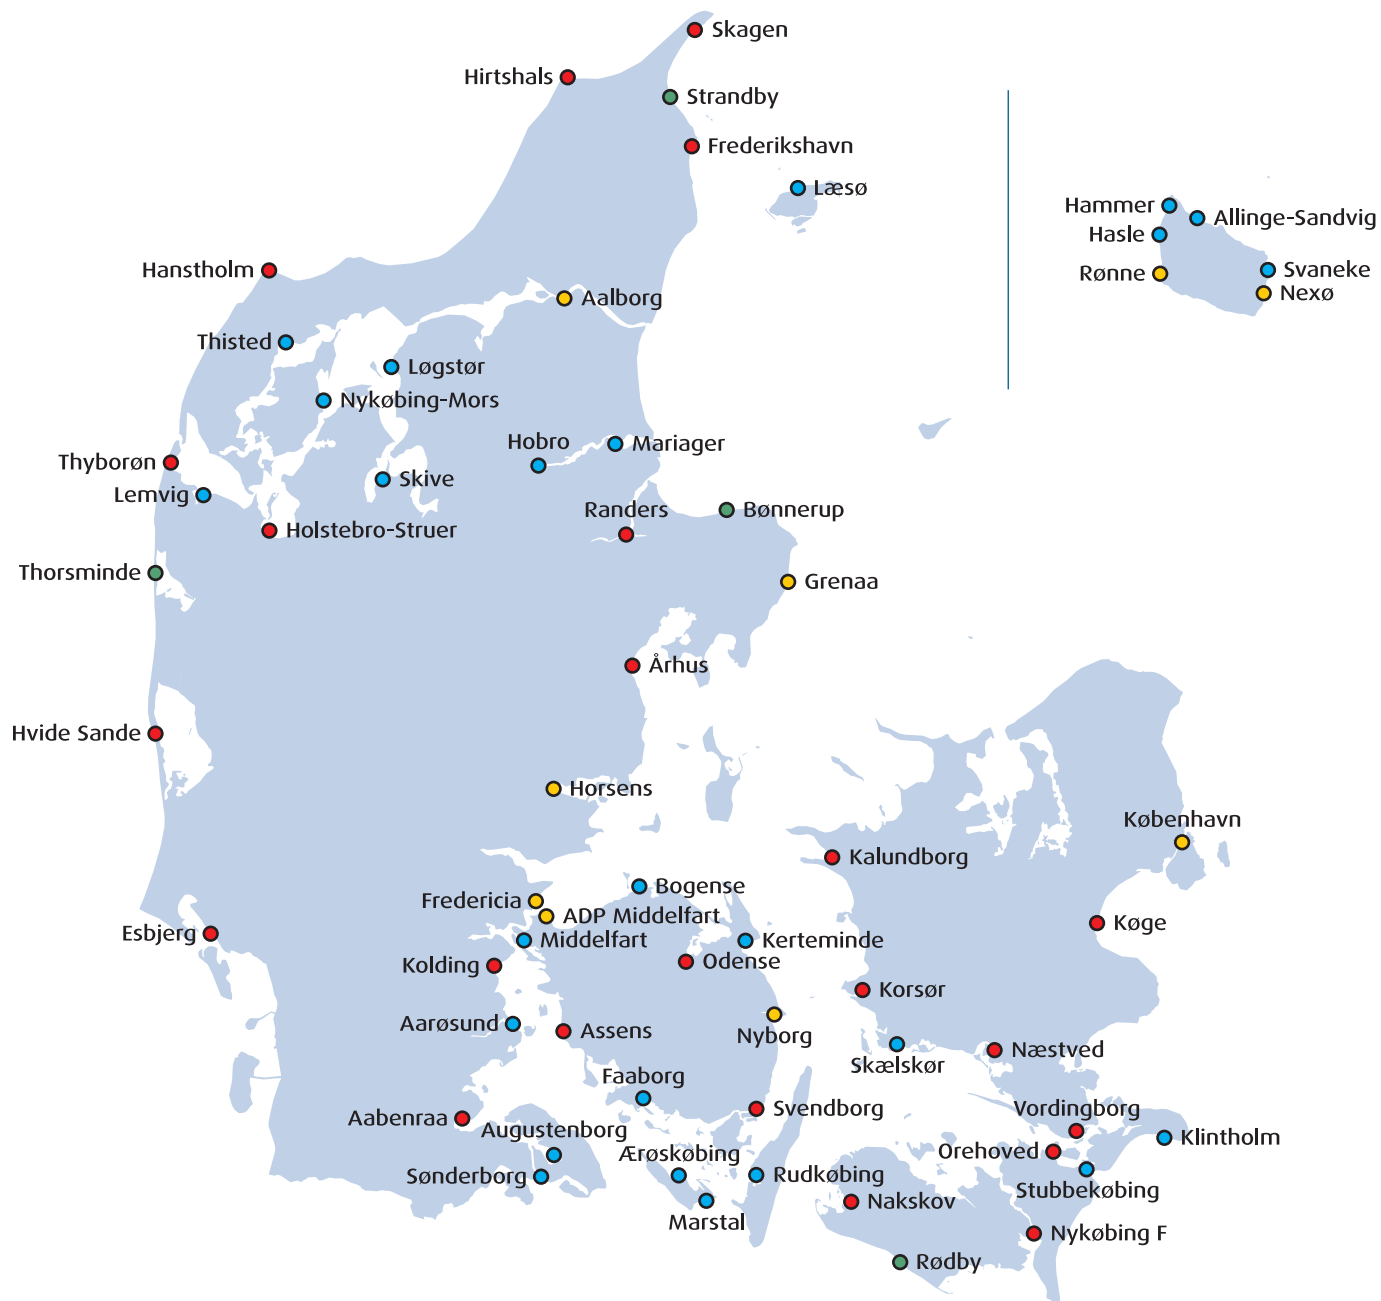 Skagen
Hirtshals
Strandby
Frederikshavn
Læsø
Hammer
Allinge-Sandvig
Hasle
Hanstholm
Rønne
Svaneke
Nexø
Aalborg
Thisted
Løgstør
Nykøbing-Mors
Hobro
Mariager
Thyborøn
Skive
Lemvig
Randers
Bønnerup
Holstebro-Struer
Thorsminde
Grenaa
Århus
Hvide Sande
Horsens
København
Kalundborg
Bogense
Fredericia
ADP Middelfart
Køge
Esbjerg
Middelfart
Kerteminde
Odense
Kolding
Korsør
Aarøsund
Assens
Nyborg
Næstved
Skælskør
Faaborg
Svendborg
Vordingborg
Aabenraa
Augustenborg
Klintholm
Ærøskøbing
Orehoved
Sønderborg
Rudkøbing
Stubbekøbing
Nakskov
Marstal
Nykøbing F
Rødby